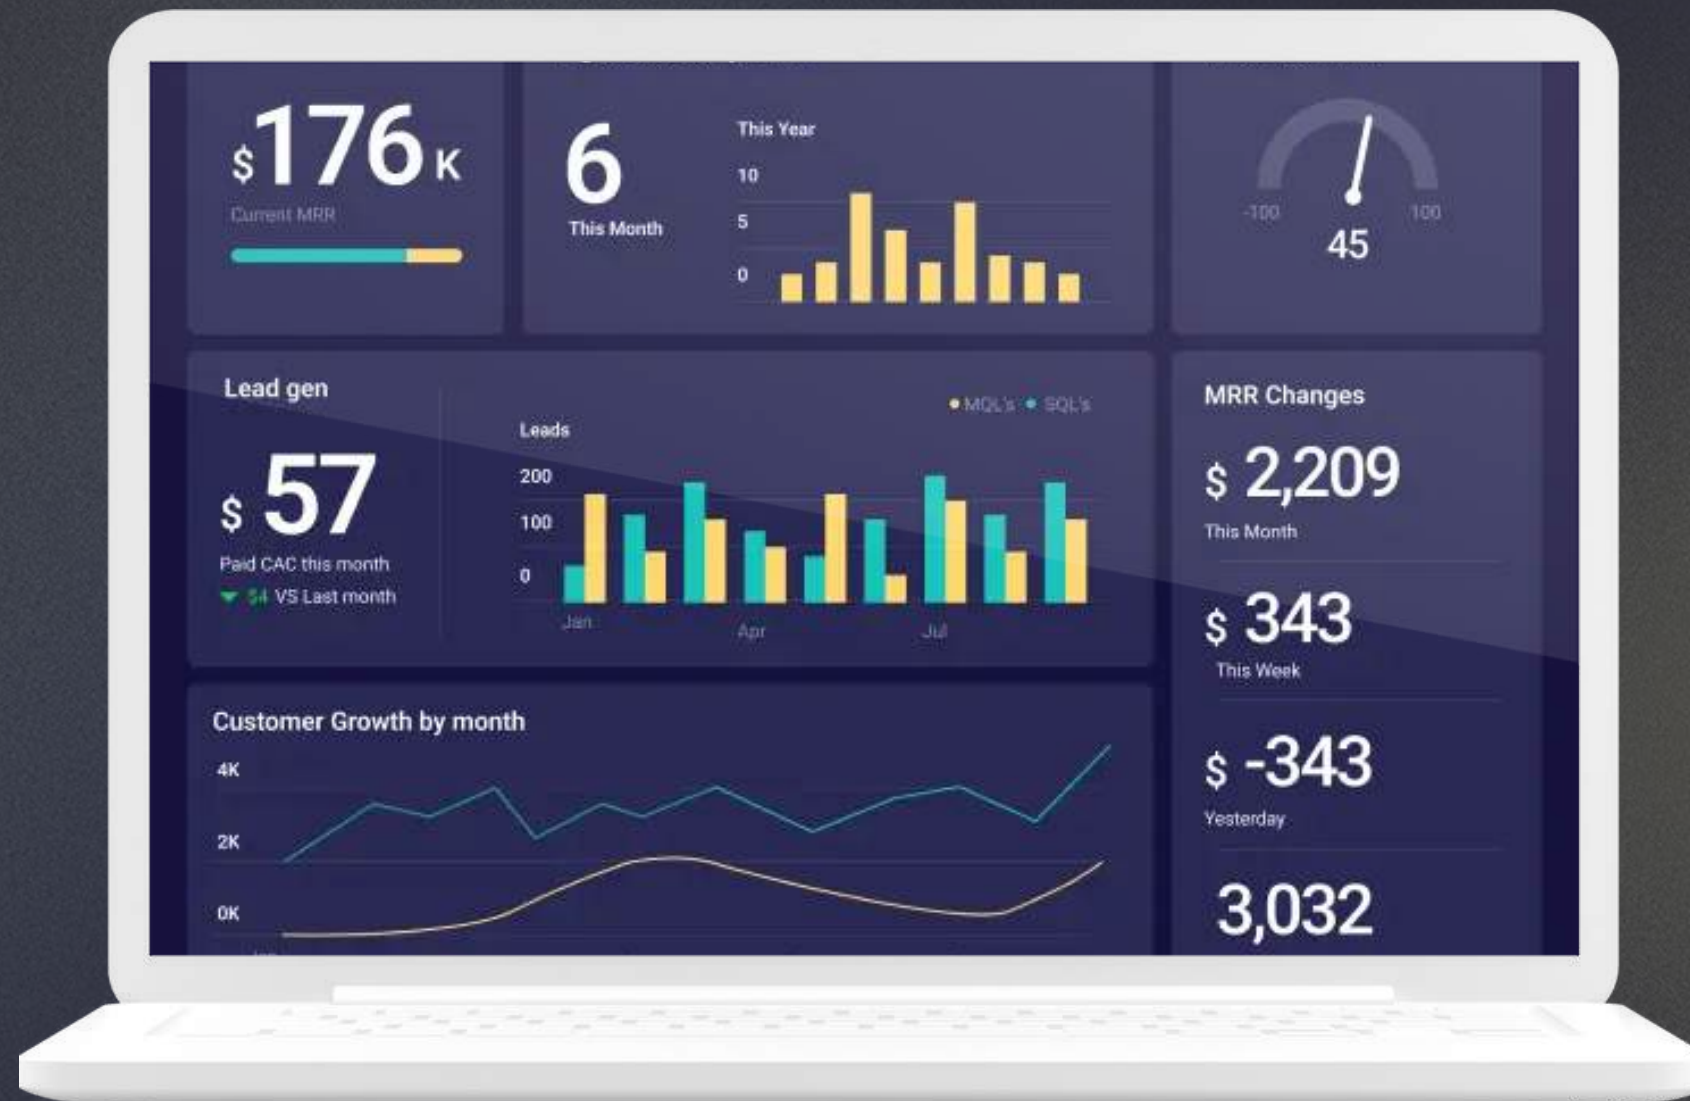 $176 K
Current MRR
6
This Month
This Year
10
5
0
-100
100
45
Lead gen
$ 57
Paid CAC this month
$4 VS Last month
MQL's SQL's
Leads
200
100
0
Jan
Apr
Jul
MRR Changes
$ 2,209
This Month
$ 343
This Week
$ -343
Yesterday
3,032
Customer Growth by month
4K
2K
0K